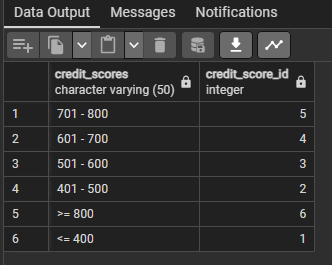 Data Output Messages Notifications
credit_scores credit_score_id
character varying (50) integer
1 701 - 800 5
2 601 - 700 4
3 501 - 600 3
4 401 - 500 2
5 >= 800 6
6 <= 400 1